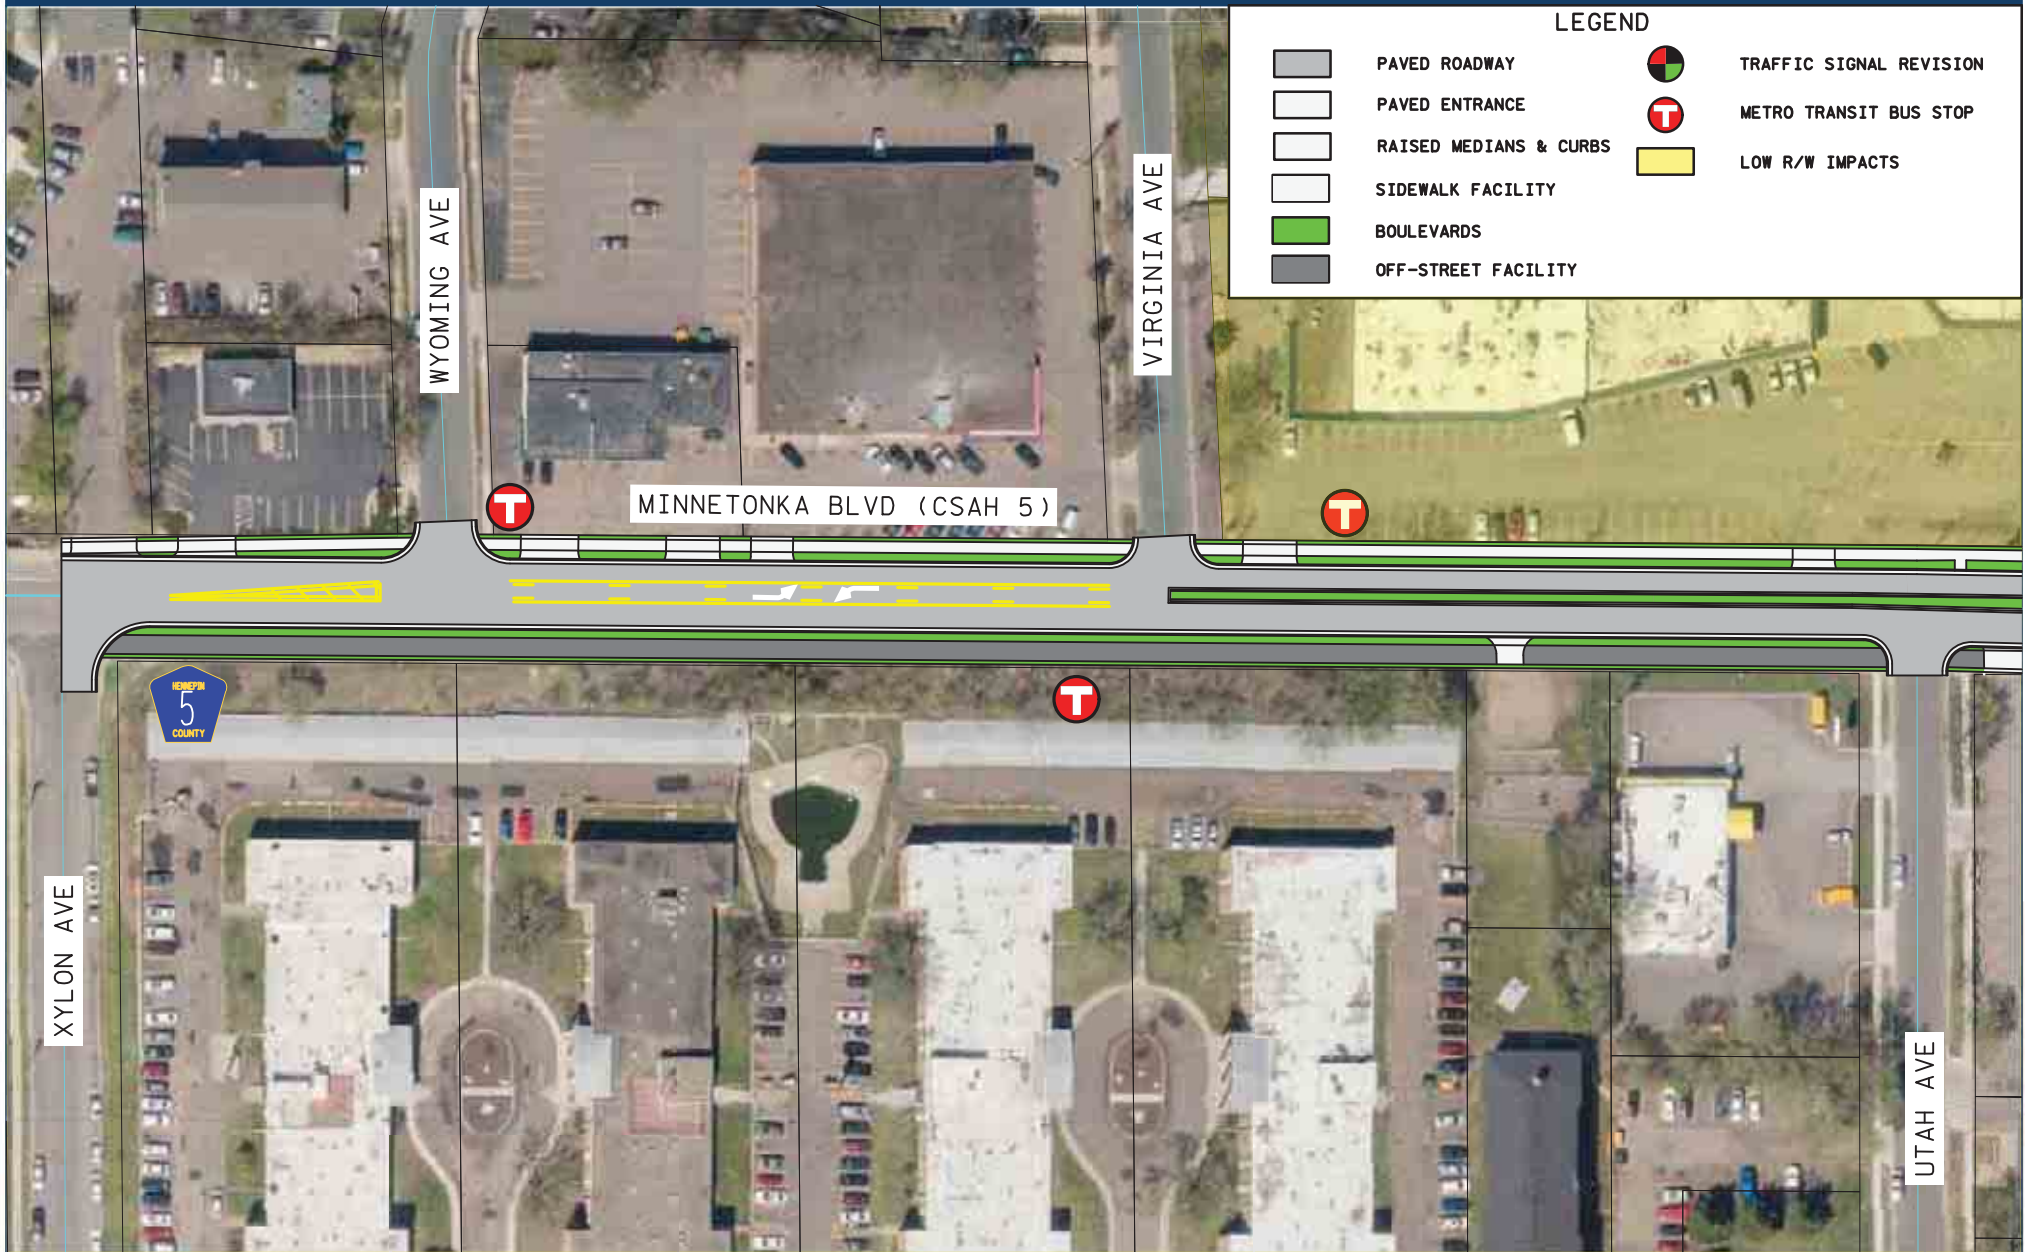 LEGEND
PAVED ROADWAY
PAVED ENTRANCE
RAISED MEDIANS & CURBS
SIDEWALK FACILITY
BOULEVARDS
OFF-STREET FACILITY
TRAFFIC SIGNAL REVISION
T
METRO TRANSIT BUS STOP
LOW R/W IMPACTS
WYOMING AVE
VIRGINIA AVE
T
MINNETONKA BLVD (CSAH 5)
T
HENNEPIN
5
COUNTY
T
XYLON AVE
UTAH AVE